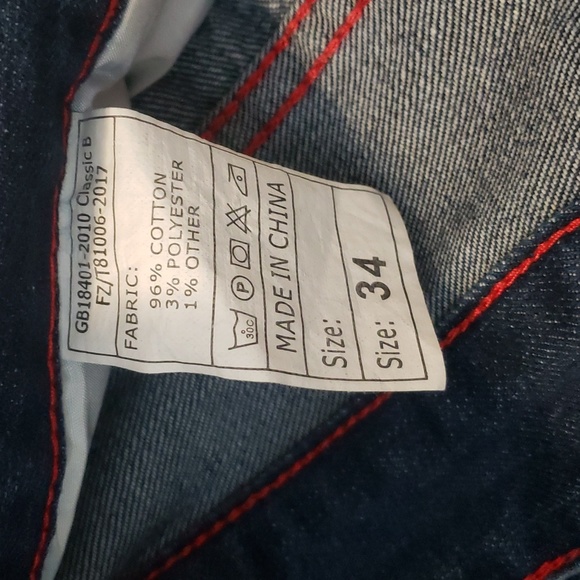 GB18401-2010 Classic B
FZ/T81006-2017
FABRIC:
96% COTTON
3% POLYESTER
1% OTHER
30C
P
MADE IN CHINA
Size:
Size: 34